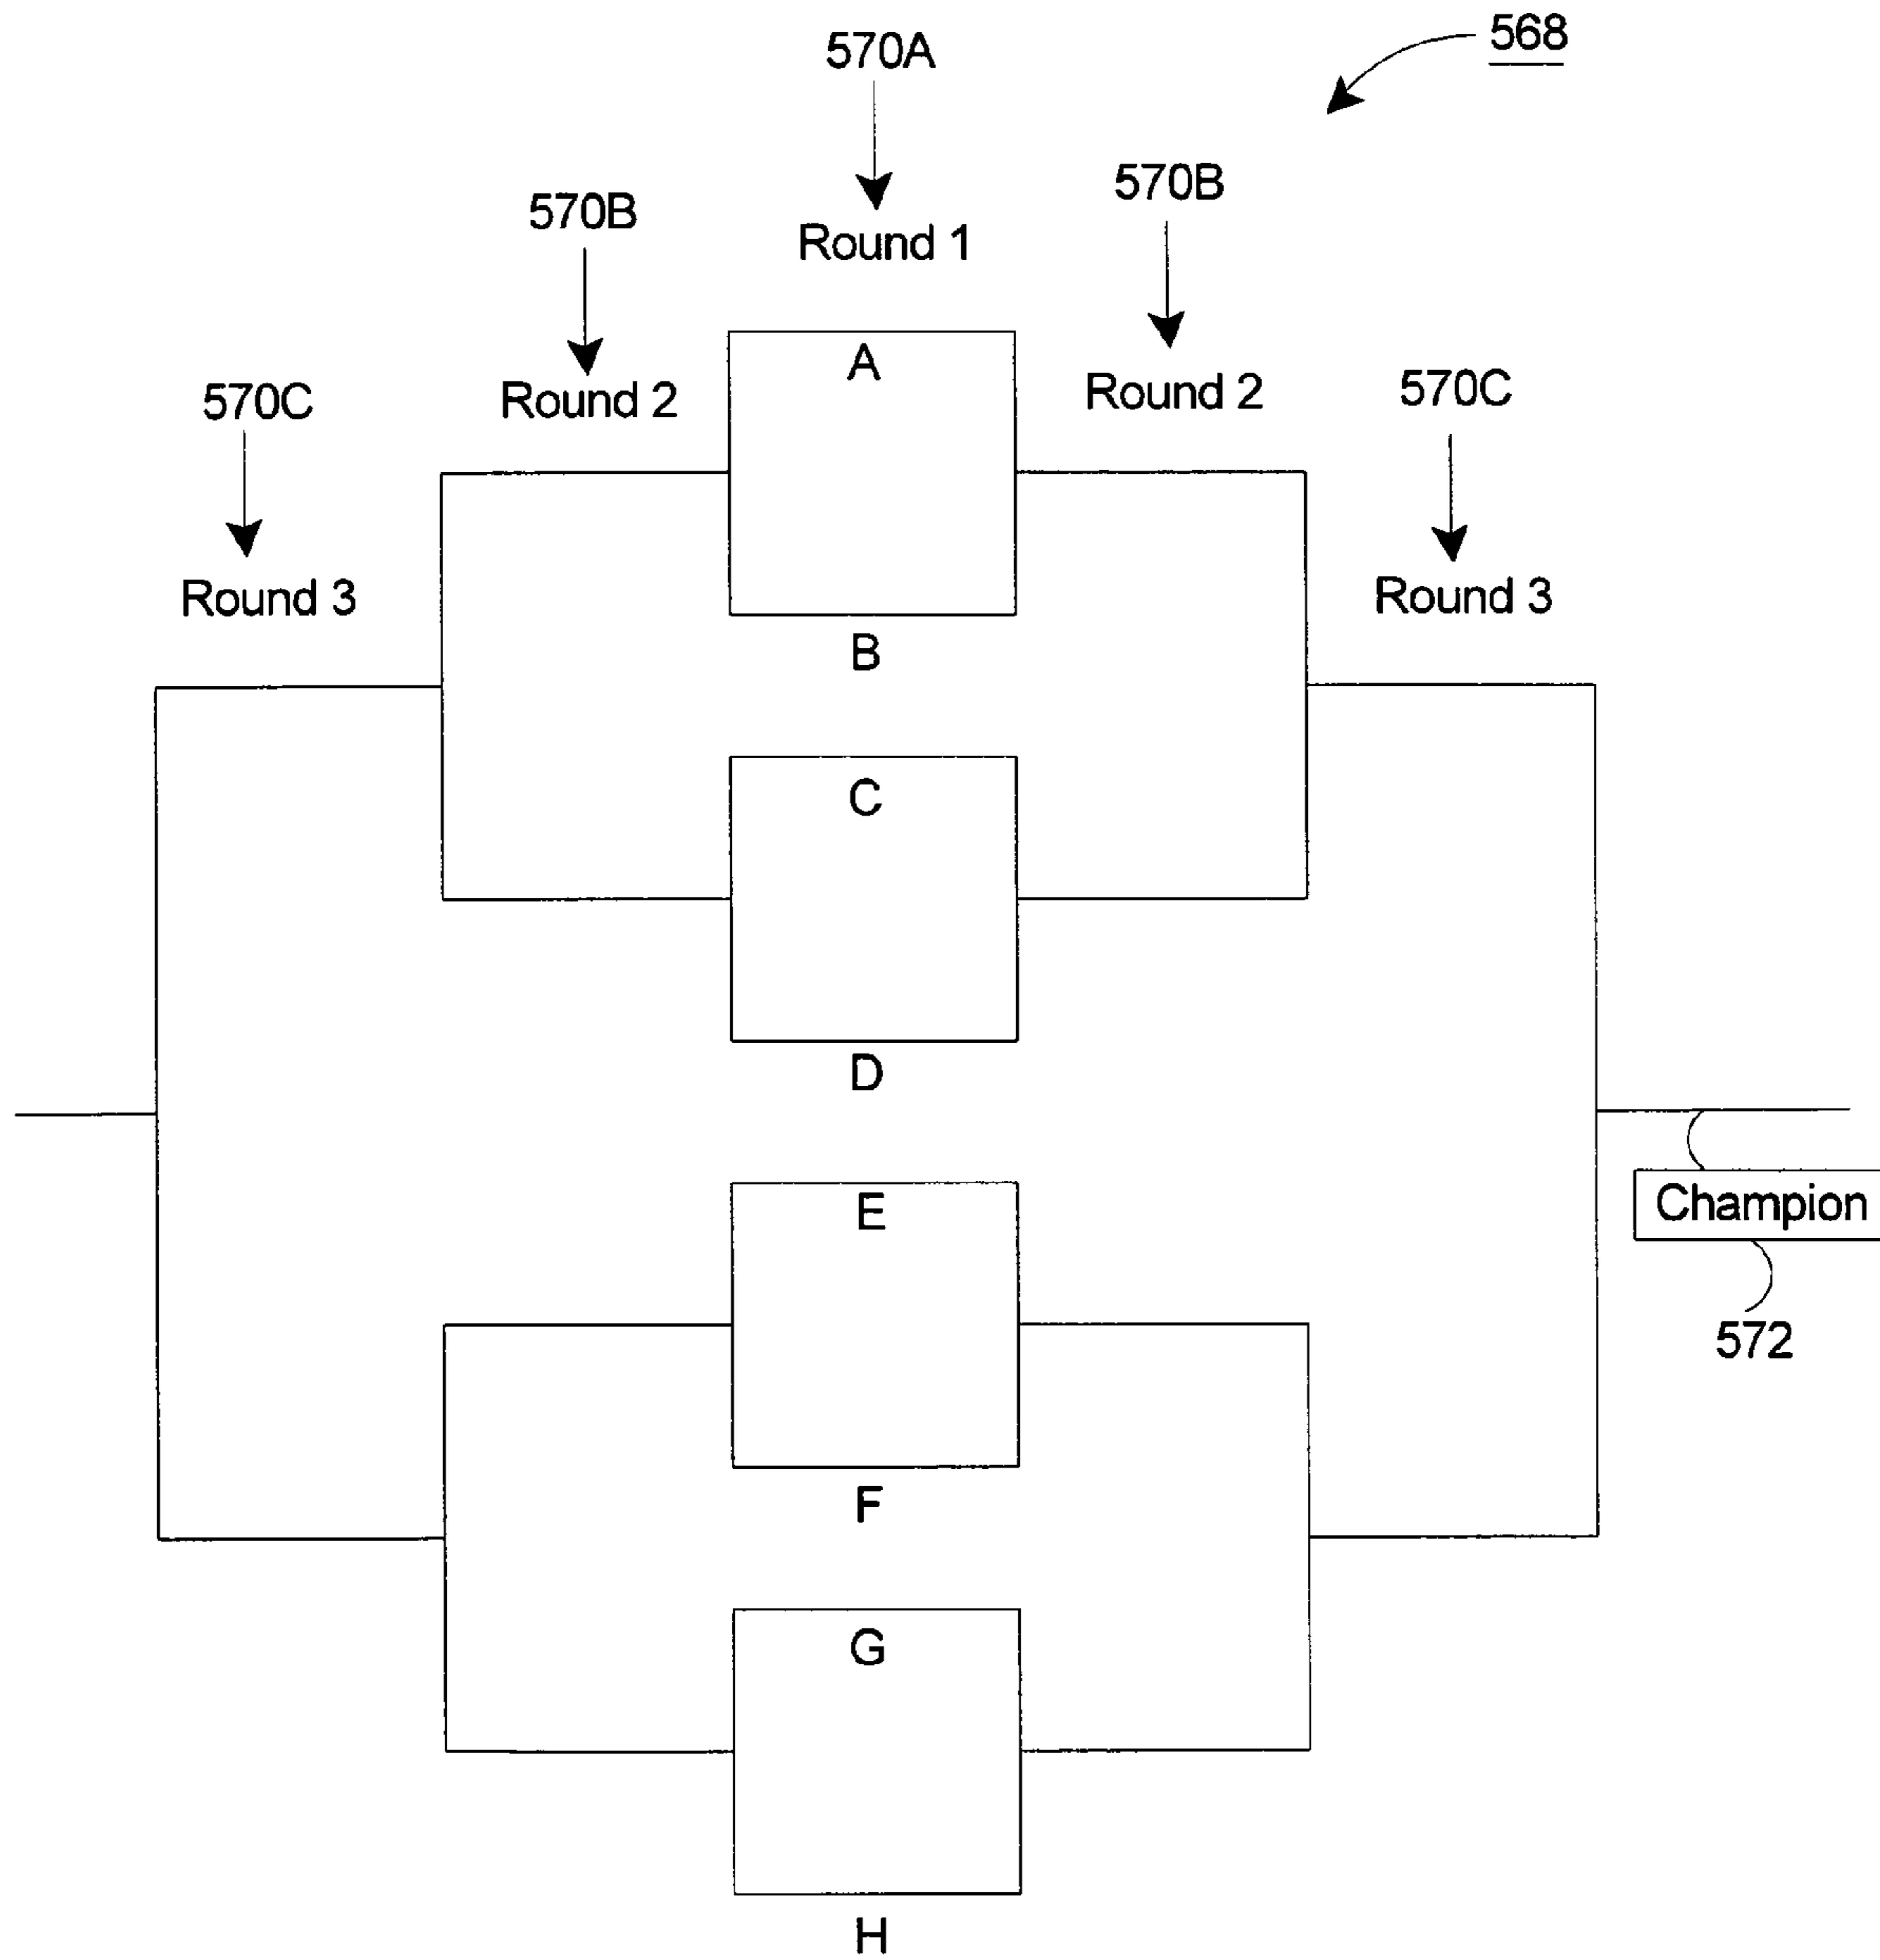 568
570A
570B
570B
Round 1
570C
Round 2
A
Round 2
570C
Round 3
Round 3
B
C
D
E
Champion
572
F
G
H